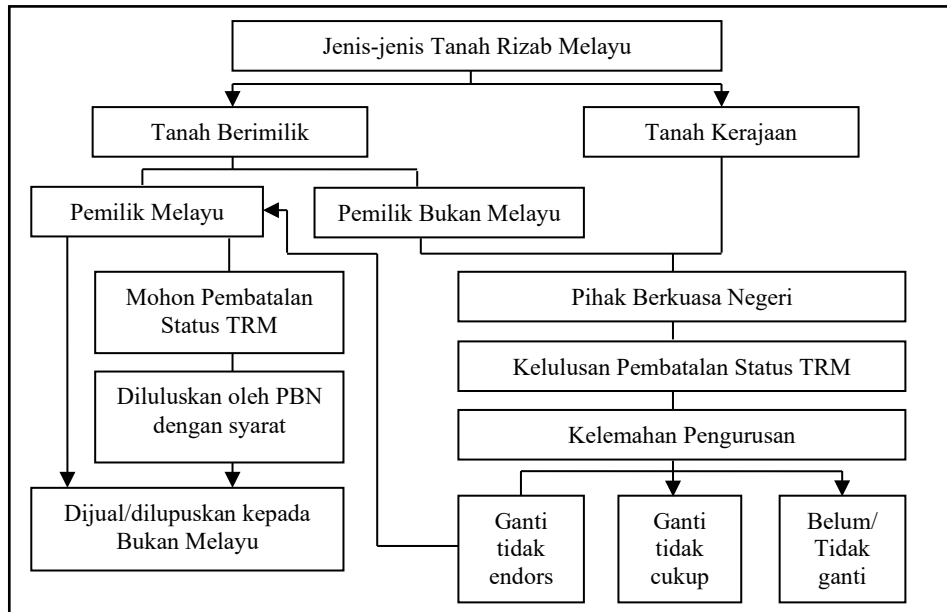 Jenis-jenis Tanah Rizab Melayu
Tanah Berimilik
Tanah Kerajaan
Pemilik Melayu
Pemilik Bukan Melayu
Mohon Pembatalan
Status TRM
Pihak Berkuasa Negeri
Diluluskan oleh PBN
dengan syarat
Kelulusan Pembatalan Status TRM
Kelemahan Pengurusan
Dijual/dilupuskan kepada
Bukan Melayu
Ganti
tidak
endors
Ganti
tidak
cukup
Belum/
Tidak
ganti